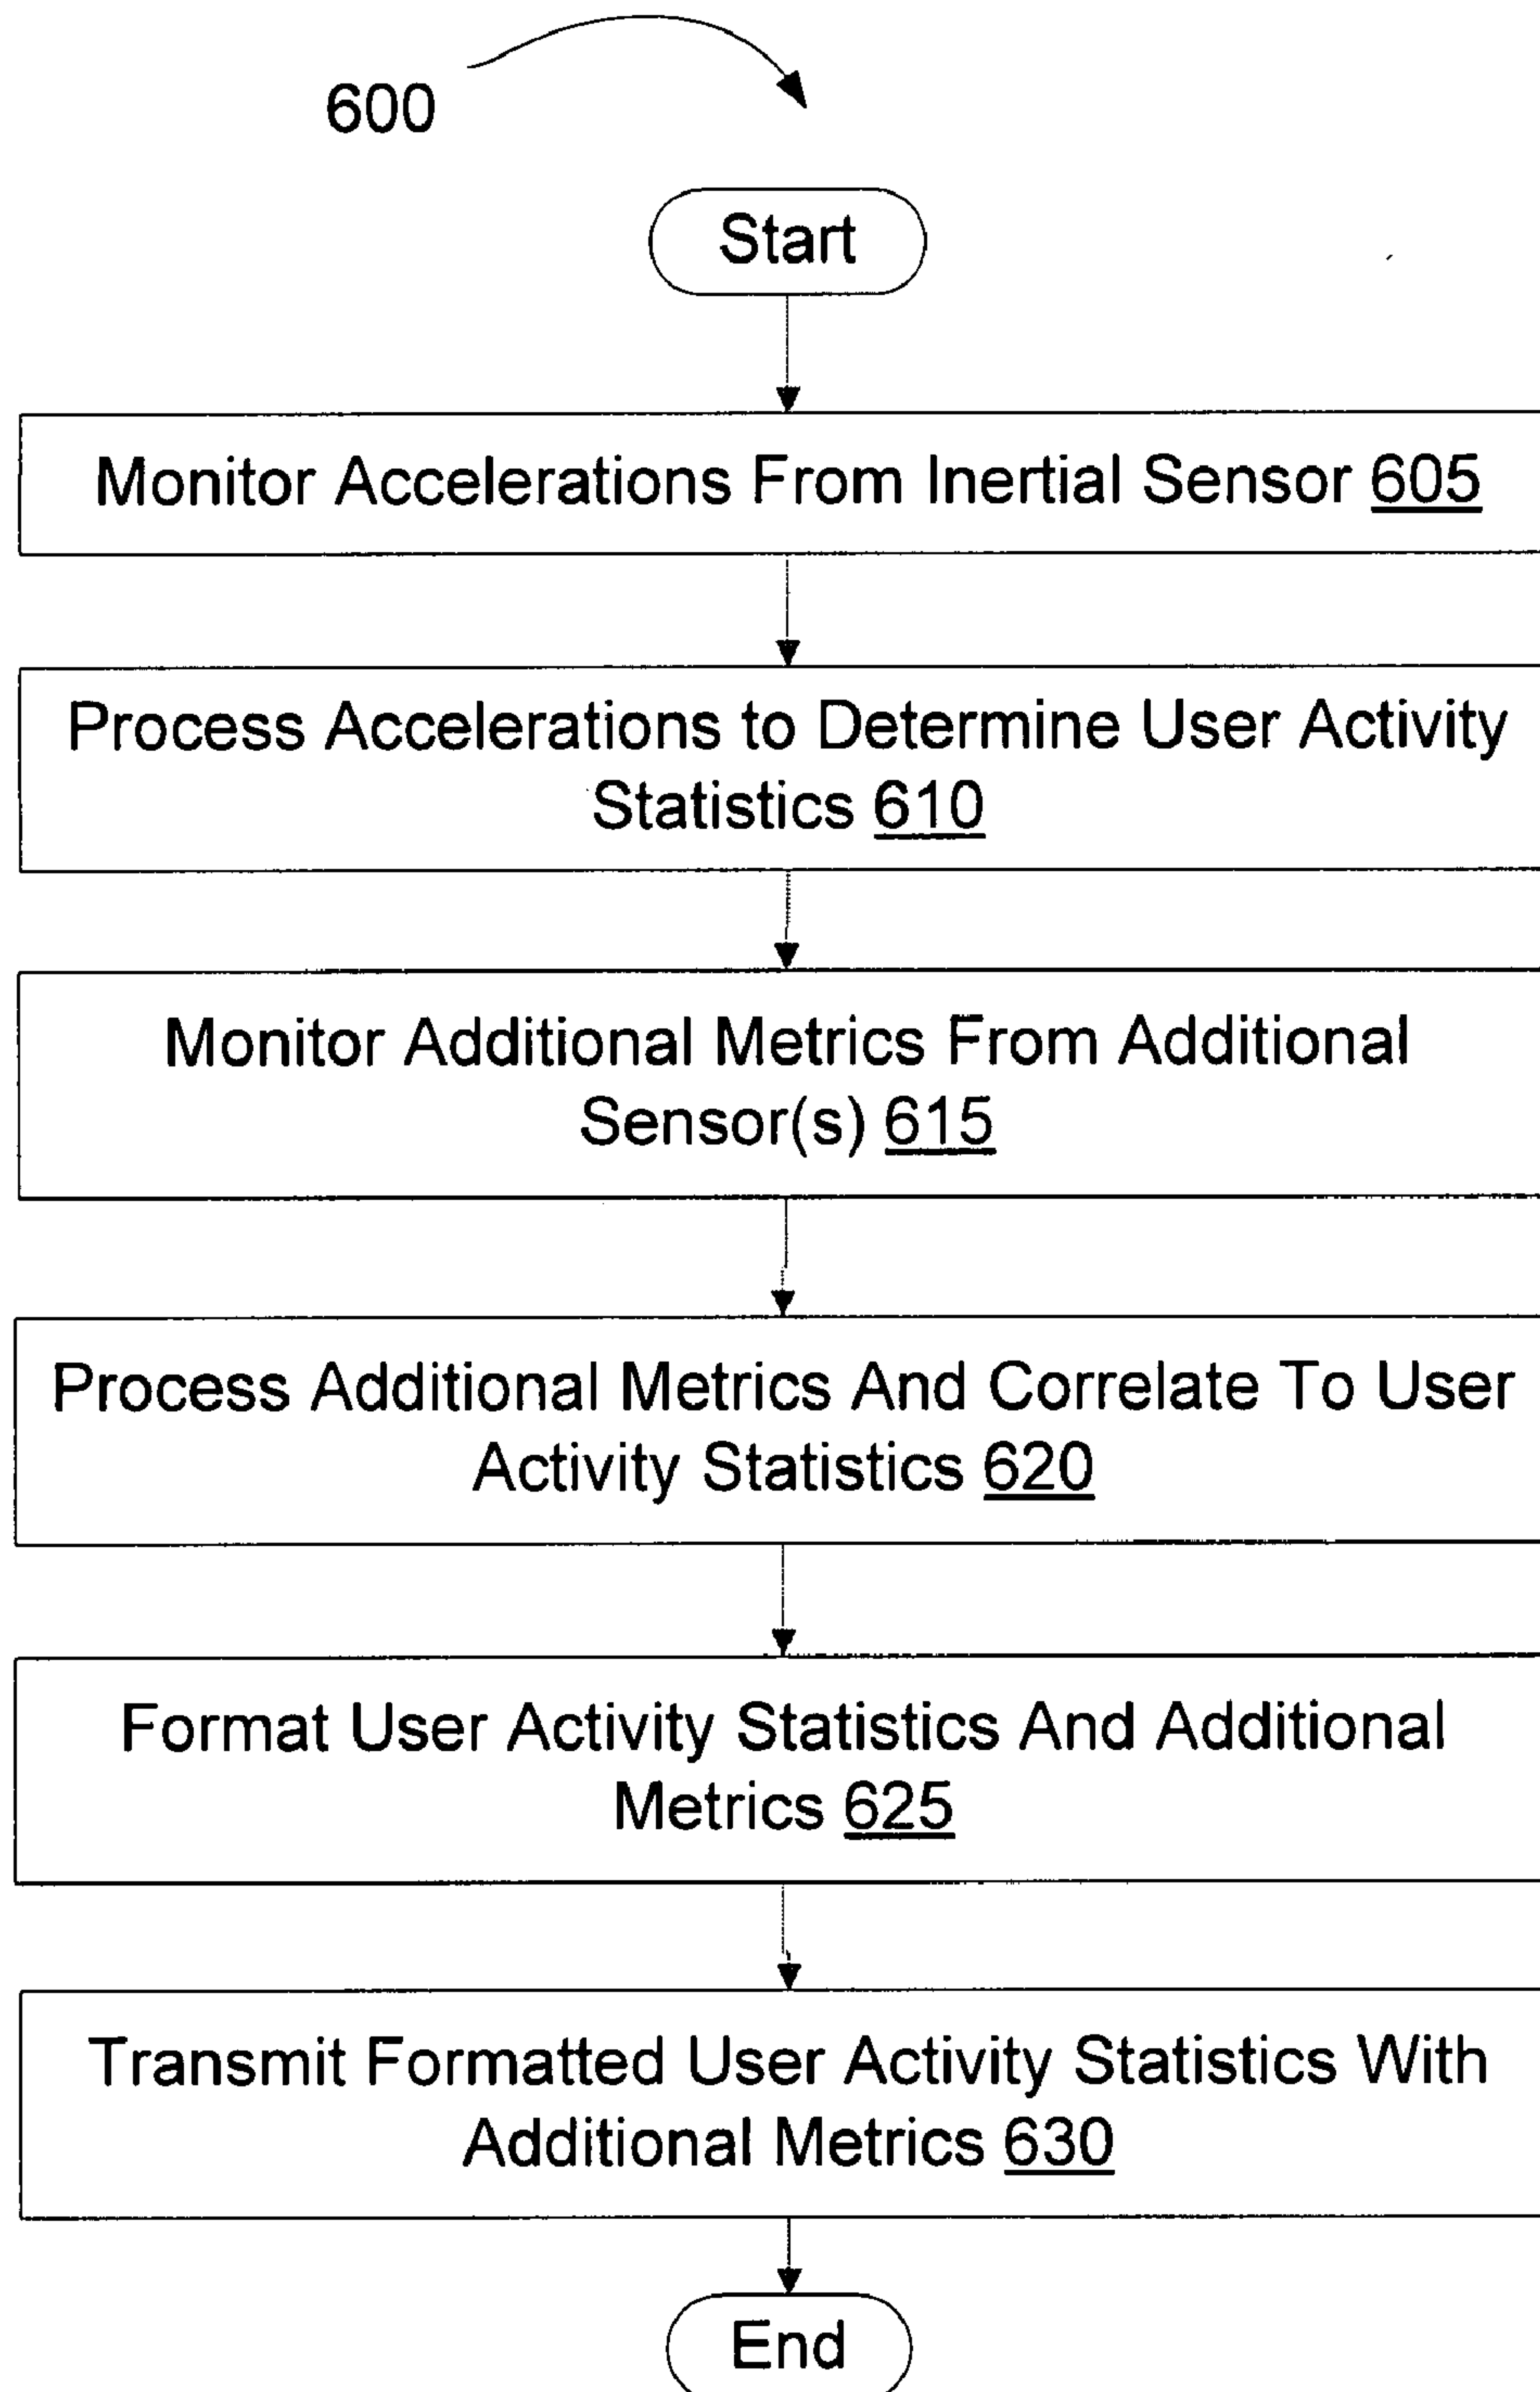 600
Start
Monitor Accelerations From Inertial Sensor 605
Process Accelerations to Determine User Activity
Statistics 610
Monitor Additional Metrics From Additional
Sensor(s) 615
Process Additional Metrics And Correlate To User
Activity Statistics 620
Format User Activity Statistics And Additional
Metrics 625
Transmit Formatted User Activity Statistics With
Additional Metrics 630
End